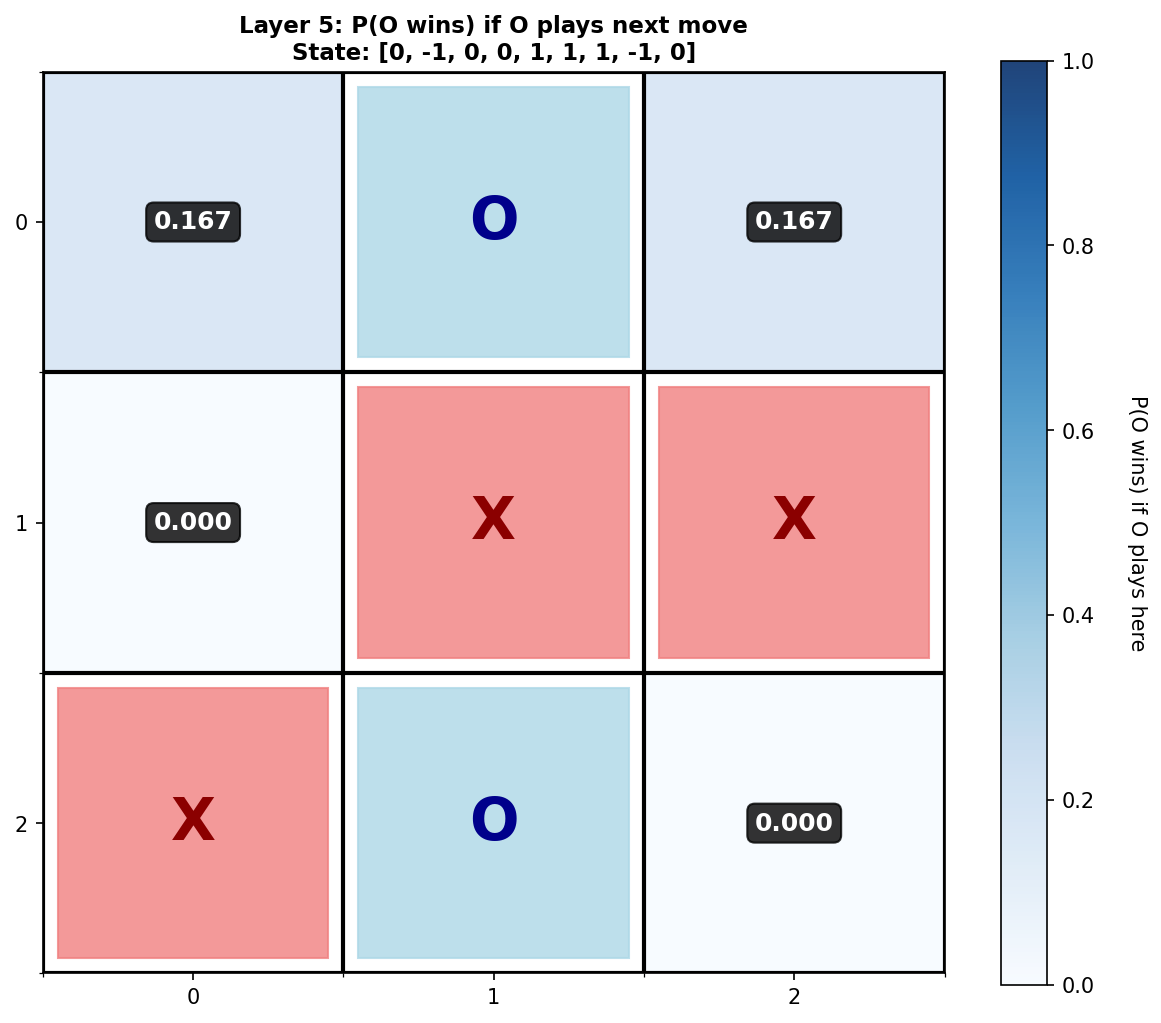 Layer 5: P(O wins) if O plays next move
State: [0, -1, 0, 0, 1, 1, 1, -1, 0]
0.167 O 0.167
0.000 X X
X O 0.000
0
1
2
0 1 2
1.0
0.8
0.6
0.4
0.2
0.0
P(O wins) if O plays here